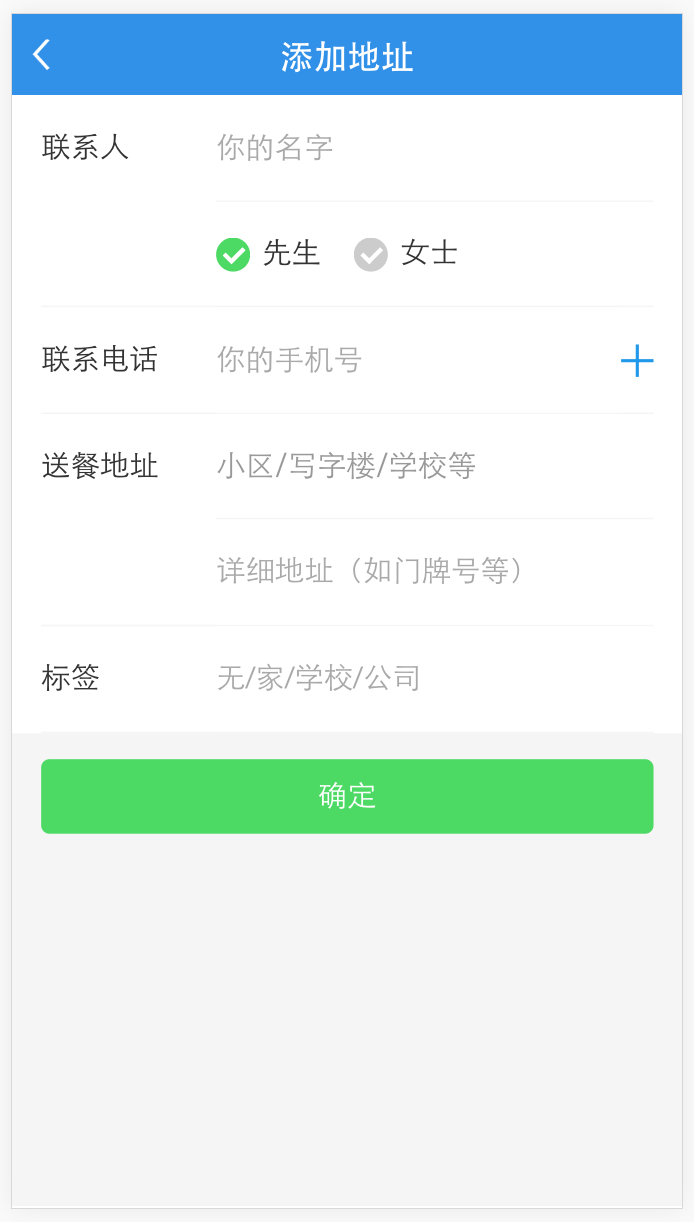 添加地址
联系人 你的名字
先生 女士
联系电话 你的手机号
送餐地址 小区/写字楼/学校等
详细地址（如门牌号等）
标签 无/家/学校/公司
确定